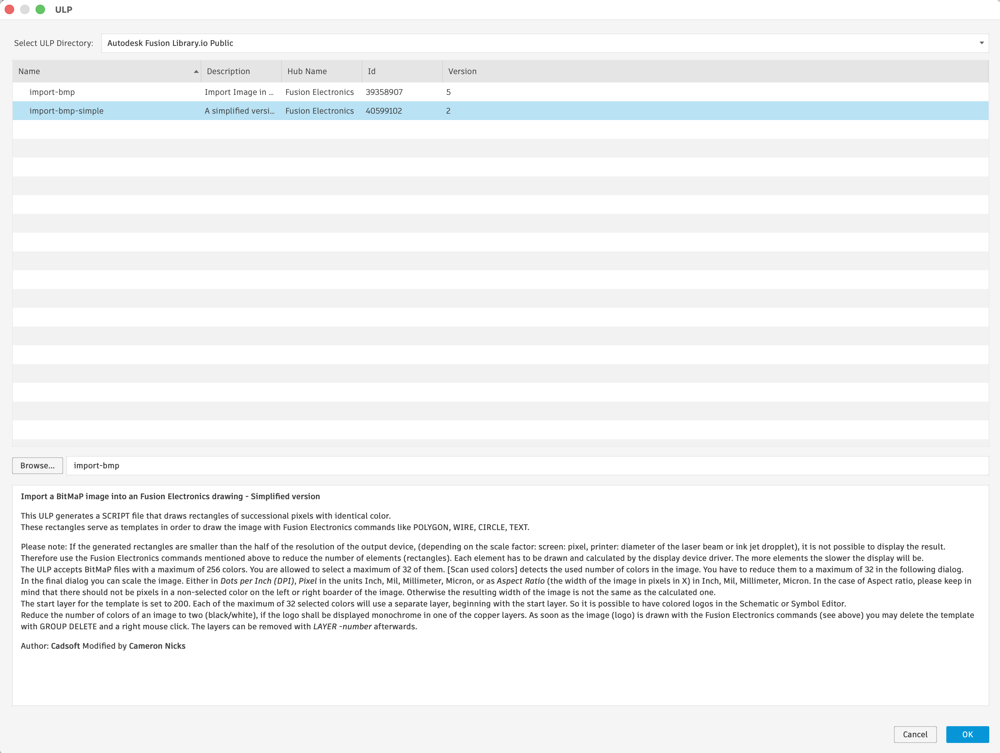 ULP
Select ULP Directory: Autodesk Fusion Library.io Public
Name Description Hub Name Id Version
import-bmp Import Image in ... Fusion Electronics 39358907 5
import-bmp-simple A simplified versi... Fusion Electronics 40599102 2
Browse... import-bmp
Import a BitMaP image into an Fusion Electronics drawing - Simplified version
This ULP generates a SCRIPT file that draws rectangles of successional pixels with identical color.
These rectangles serve as templates in order to draw the image with Fusion Electronics commands like POLYGON, WIRE, CIRCLE, TEXT.
Please note: If the generated rectangles are smaller than the half of the resolution of the output device, (depending on the scale factor: screen: pixel, printer: diameter of the laser beam or ink jet dropplet), it is not possible to display the result.
Therefore use the Fusion Electronics commands mentioned above to reduce the number of elements (rectangles). Each element has to be drawn and calculated by the display device driver. The more elements the slower the display will be.
The ULP accepts BitMaP files with a maximum of 256 colors. You are allowed to select a maximum of 32 of them. [Scan used colors] detects the used number of colors in the image. You have to reduce them to a maximum of 32 in the following dialog.
In the final dialog you can scale the image. Either in Dots per Inch (DPI), Pixel in the units Inch, Mil, Millimeter, Micron, or as Aspect Ratio (the width of the image in pixels in X) in Inch, Mil, Millimeter, Micron. In the case of Aspect ratio, please keep in
mind that there should not be pixels in a non-selected color on the left or right boarder of the image. Otherwise the resulting width of the image is not the same as the calculated one.
The start layer for the template is set to 200. Each of the maximum of 32 selected colors will use a separate layer, beginning with the start layer. So it is possible to have colored logos in the Schematic or Symbol Editor.
Reduce the number of colors of an image to two (black/white), if the logo shall be displayed monochrome in one of the copper layers. As soon as the image (logo) is drawn with the Fusion Electronics commands (see above) you may delete the template
with GROUP DELETE and a right mouse click. The layers can be removed with LAYER -number afterwards.
Author: Cadsoft Modified by Cameron Nicks
Cancel OK